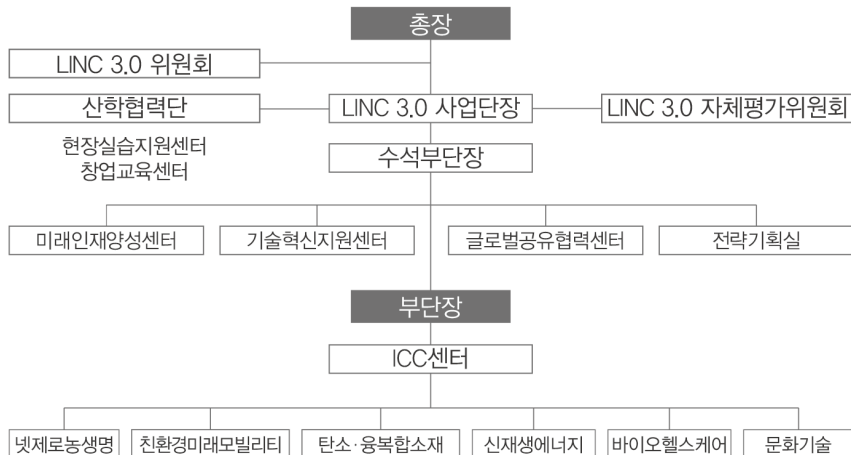 총장
LINC 3.0 위원회
산학협력단
LINC 3.0 사업단장
LINC 3.0 자체평가위원회
현장실습지원센터
창업교육센터
수석부단장
미래인재양성센터
기술혁신지원센터
글로벌공유협력센터
전략기획실
부단장
ICC센터
넷제로농생명
친환경미래모빌리티
탄소·융복합소재
신재생에너지
바이오헬스케어
문화기술